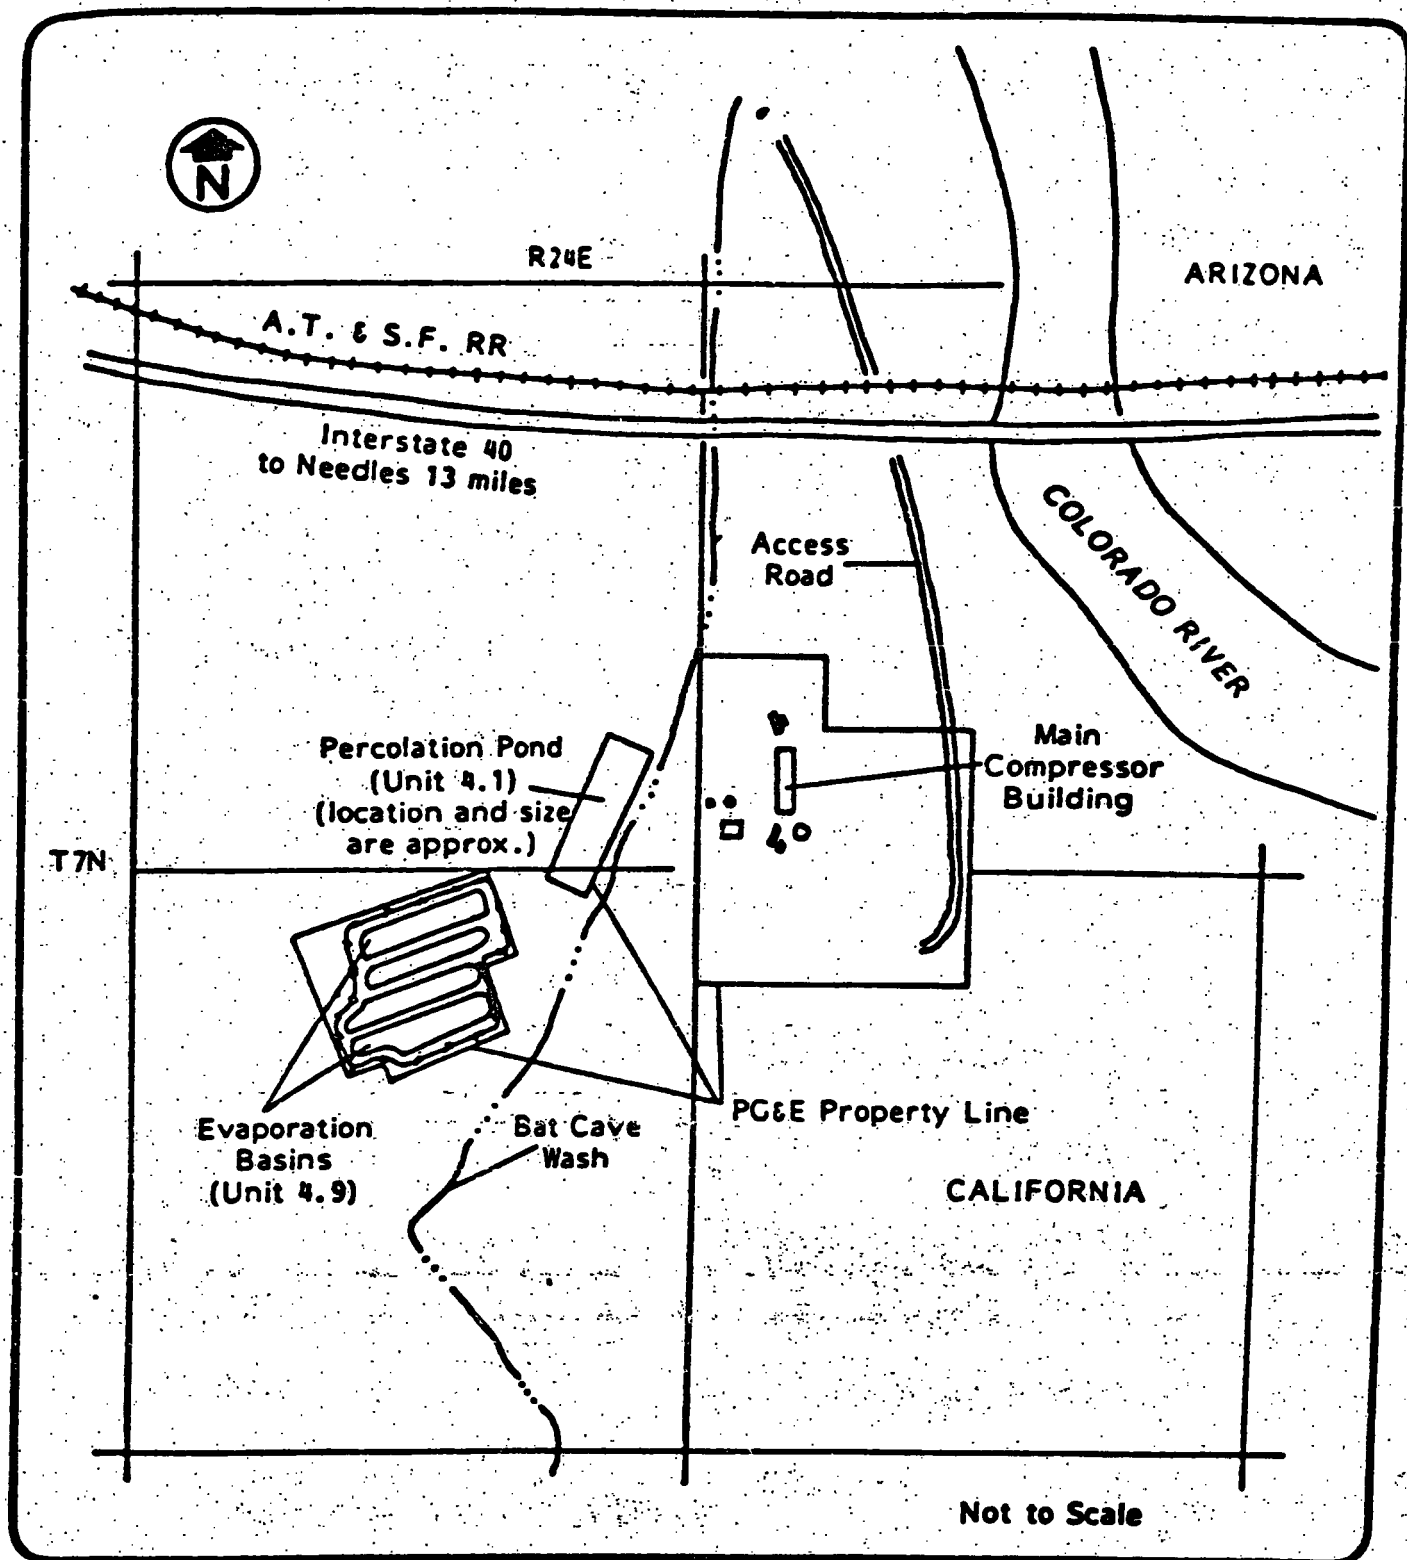 N
R24E
ARIZONA
A.T. & S.F. RR
Interstate 40
to Needles 13 miles
COLORADO RIVER
Access
Road
Percolation Pond
(Unit 4.1)
(location and size
are approx.)
Main
Compressor
Building
T7N
Evaporation
Basins
(Unit 4.9)
Bat Cave
Wash
PG&E Property Line
CALIFORNIA
Not to Scale